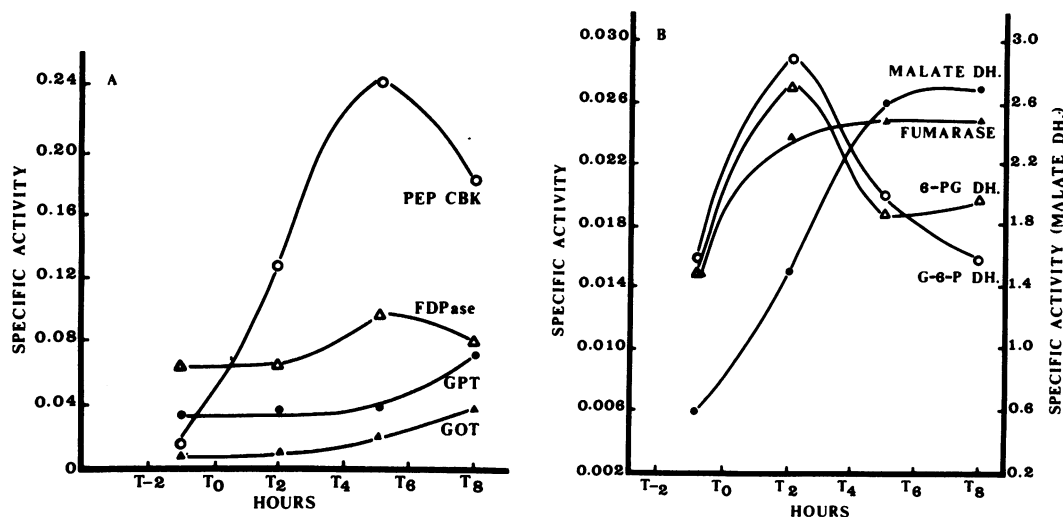 A
0.24
0.20
0.16
0.12
0.08
0.04
0
SPECIFIC ACTIVITY
PEP CBK
FDPase
GPT
GOT
T-2 T0 T2 T4 T6 T8
HOURS
B
0.030
0.026
0.022
0.018
0.014
0.010
0.006
0.002
SPECIFIC ACTIVITY
MALATE DH.
FUMARASE
6-PG DH.
G-6-P DH.
3.0
2.6
2.4
1.8
1.5
1.0
0.6
0.2
SPECIFIC ACTIVITY (MALATE DH.)
T-2 T0 T2 T4 T6 T8
HOURS